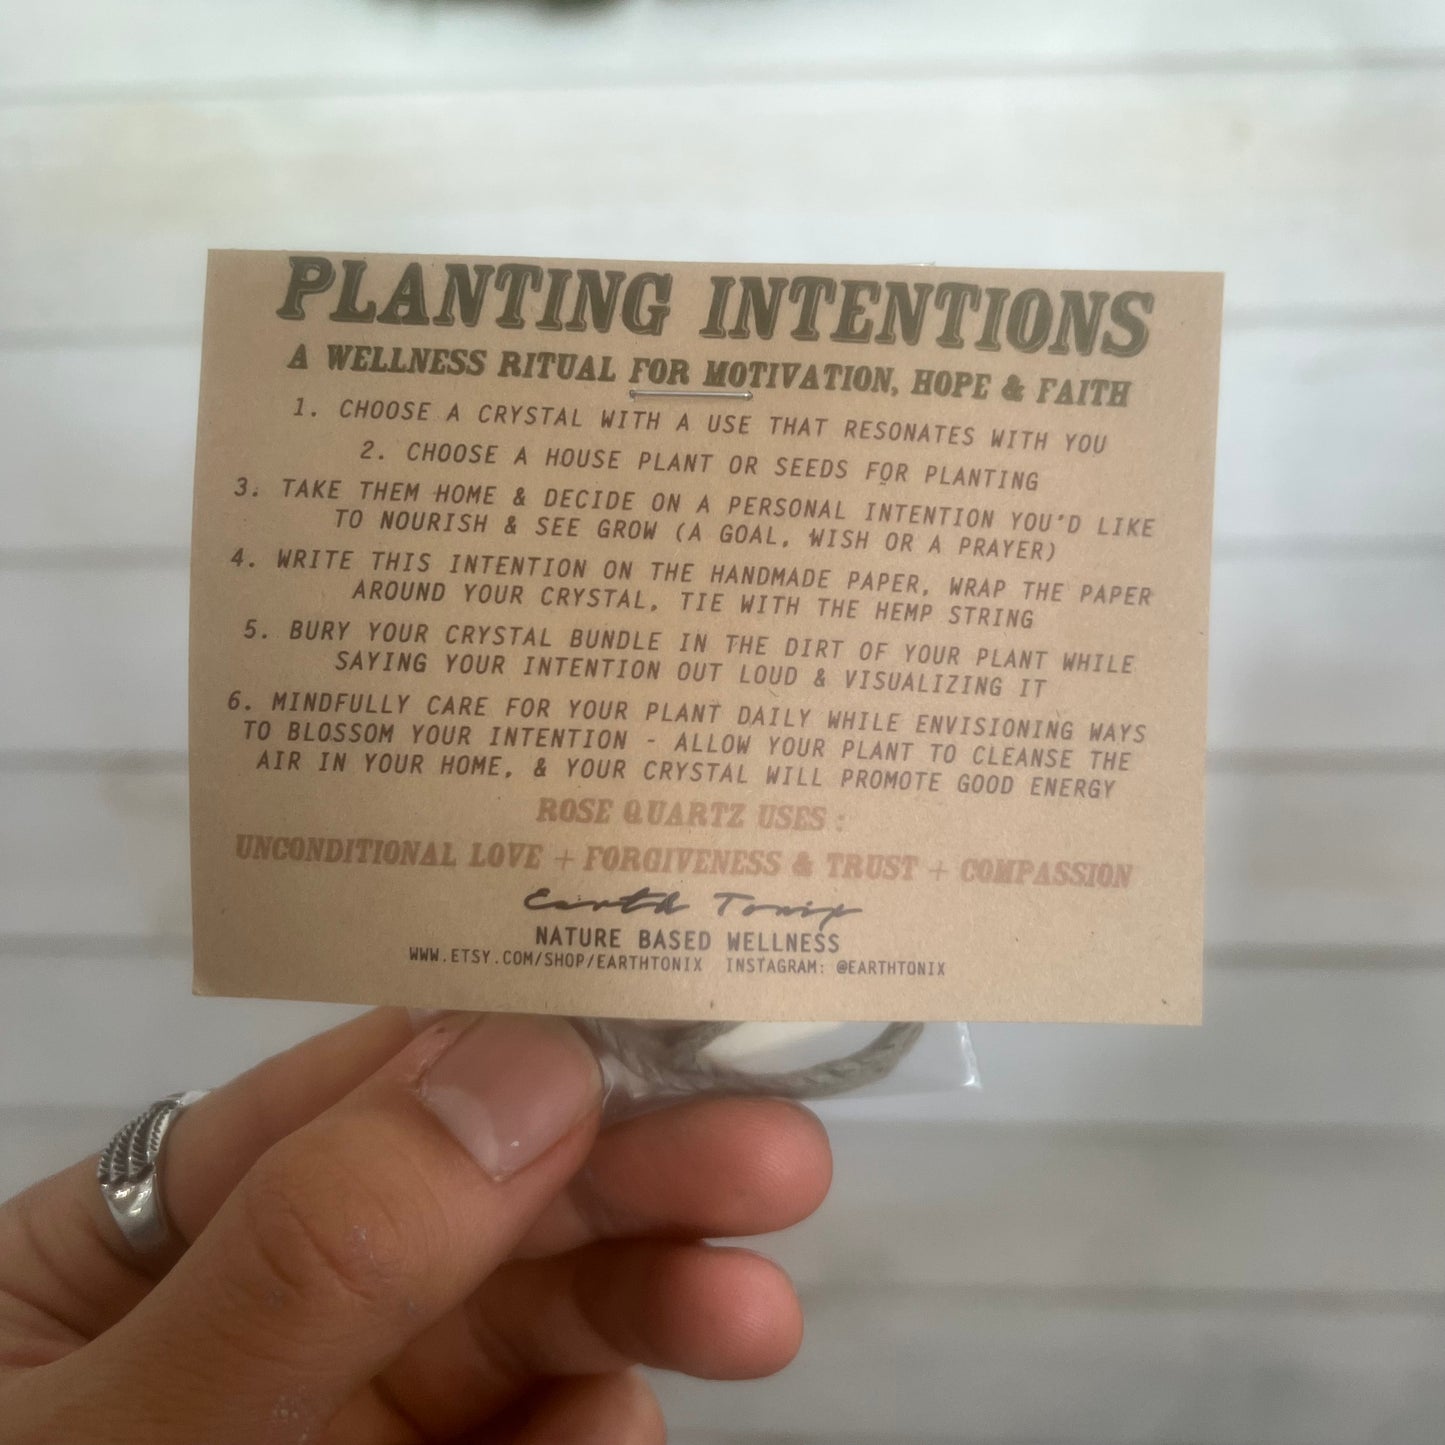 PLANTING INTENTIONS
A WELLNESS RITUAL FOR MOTIVATION, HOPE & FAITH
1. CHOOSE A CRYSTAL WITH A USE THAT RESONATES WITH YOU
2. CHOOSE A HOUSE PLANT OR SEEDS FOR PLANTING
3. TAKE THEM HOME & DECIDE ON A PERSONAL INTENTION YOU'D LIKE
TO NOURISH & SEE GROW (A GOAL, WISH OR A PRAYER)
4. WRITE THIS INTENTION ON THE HANDMADE PAPER, WRAP THE PAPER
AROUND YOUR CRYSTAL, TIE WITH THE HEMP STRING
5. BURY YOUR CRYSTAL BUNDLE IN THE DIRT OF YOUR PLANT WHILE
SAYING YOUR INTENTION OUT LOUD & VISUALIZING IT
6. MINDFULLY CARE FOR YOUR PLANT DAILY WHILE ENVISIONING WAYS
TO BLOSSOM YOUR INTENTION - ALLOW YOUR PLANT TO CLEANSE THE
AIR IN YOUR HOME, & YOUR CRYSTAL WILL PROMOTE GOOD ENERGY
ROSE QUARTZ USES :
UNCONDITIONAL LOVE + FORGIVENESS & TRUST + COMPASSION
Earth Tonix
NATURE BASED WELLNESS
WWW.ETSY.COM/SHOP/EARTHTONIX INSTAGRAM: @EARTHTONIX